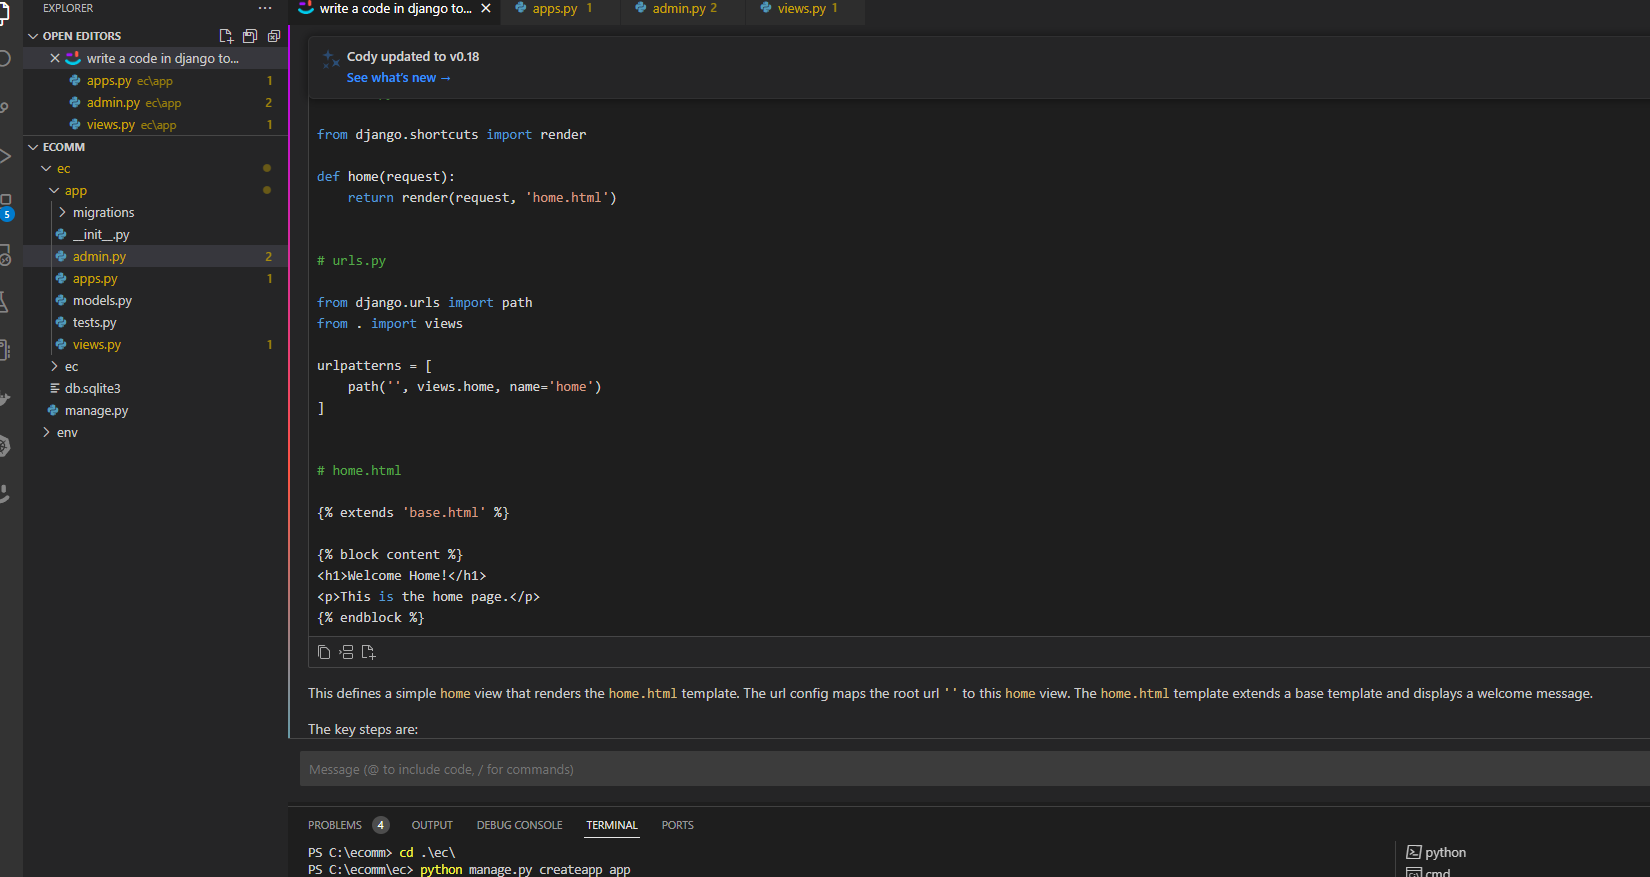 EXPLORER
OPEN EDITORS
write a code in django to...
apps.py ec\app 1
admin.py ec\app 2
views.py ec\app 1
ECOMM
ec
app
migrations
__init__.py
admin.py 2
apps.py 1
models.py
tests.py
views.py 1
ec
db.sqlite3
manage.py
env
5
write a code in django to...
apps.py 1
admin.py 2
views.py 1
Cody updated to v0.18
See what's new →
from django.shortcuts import render
def home(request):
return render(request, 'home.html')
# urls.py
from django.urls import path
from . import views
urlpatterns = [
path('', views.home, name='home')
]
# home.html
{% extends 'base.html' %}
{% block content %}
<h1>Welcome Home!</h1>
<p>This is the home page.</p>
{% endblock %}
This defines a simple home view that renders the home.html template. The url config maps the root url '' to this home view. The home.html template extends a base template and displays a welcome message.
The key steps are:
Message (@ to include code, / for commands)
PROBLEMS 4 OUTPUT DEBUG CONSOLE TERMINAL PORTS
PS C:\ecomm> cd .\ec\
PS C:\ecomm\ec> python manage.py createapp app
python
cmd